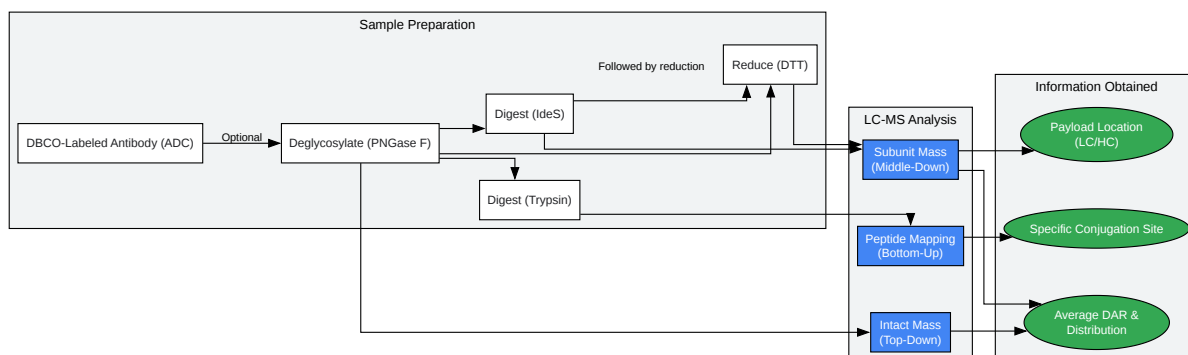 Sample Preparation
Followed by reduction
Reduce (DTT)
Information Obtained
Digest (IdeS)
LC-MS Analysis
Payload Location
(LC/HC)
DBCO-Labeled Antibody (ADC)
Optional
Deglycosylate (PNGase F)
Subunit Mass
(Middle-Down)
Digest (Trypsin)
Peptide Mapping
(Bottom-Up)
Specific Conjugation Site
Intact Mass
(Top-Down)
Average DAR &
Distribution